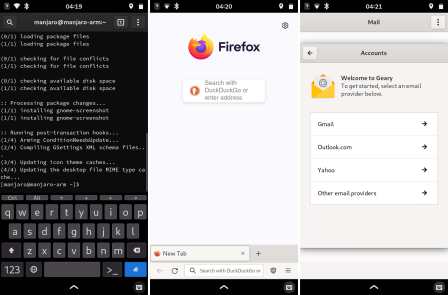 04:19
manjaro@manjaro-arm:~
(0/1) loading package files
(1/1) loading package files
(0/1) checking for file conflicts
(1/1) checking for file conflicts
(0/1) checking available disk space
(1/1) checking available disk space
:: Processing package changes...
(0/1) installing gnome-screenshot
(1/1) installing gnome-screenshot
:: Running post-transaction hooks...
(1/4) Arming ConditionNeedsUpdate...
(2/4) Compiling GSettings XML schema files...
(3/4) Updating icon theme caches...
(4/4) Updating the desktop file MIME type ca
che...
[manjaro@manjaro-arm ~]$
Ctrl Alt
q w e r t y u i o p
a s d f g h j k l
z x c v b n m
123 >_
04:20
Firefox
Search with
DuckDuckGo or
enter address
New Tab × +
Search with DuckDuckGo or
04:21
Mail
Accounts
Welcome to Geary
To get started, select an email
provider below.
Gmail
Outlook.com
Yahoo
Other email providers